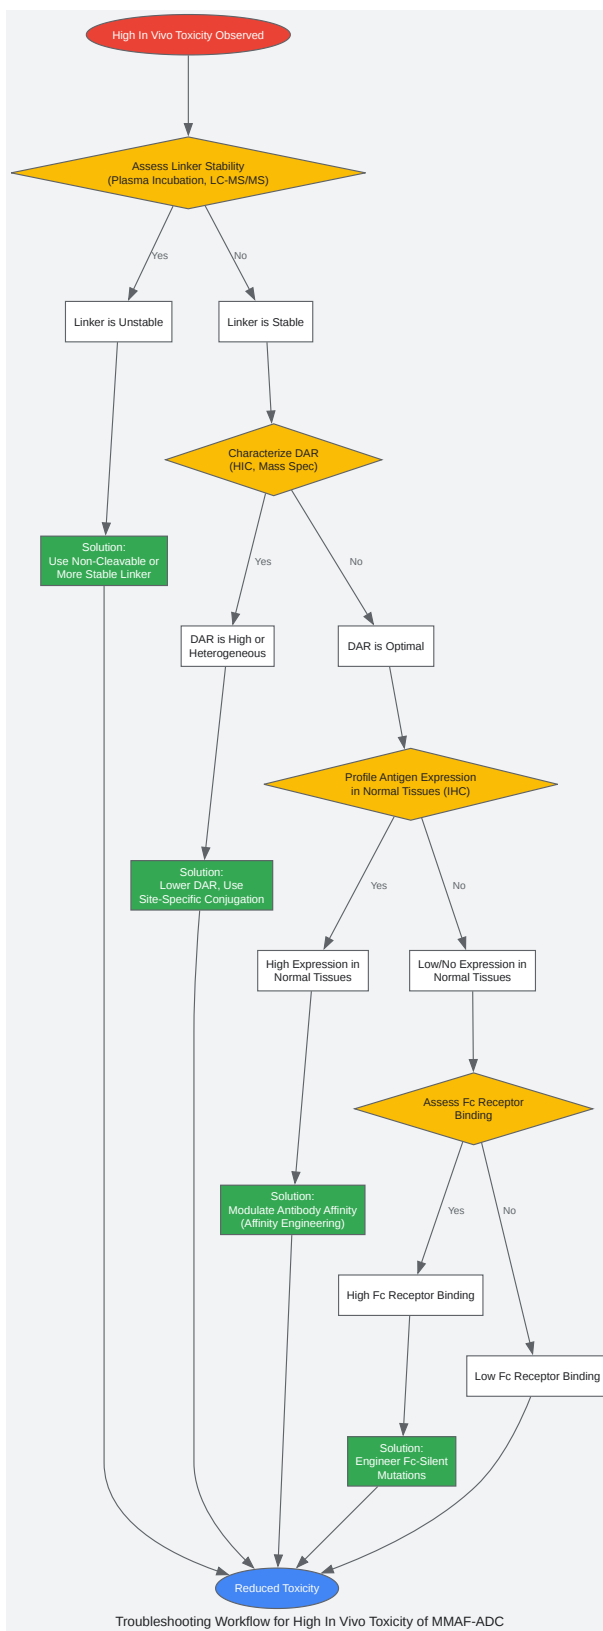 High In Vivo Toxicity Observed
Assess Linker Stability
(Plasma Incubation, LC-MS/MS)
Yes
No
Linker is Unstable
Linker is Stable
Characterize DAR
(HIC, Mass Spec)
Solution:
Use Non-Cleavable or
More Stable Linker
Yes
No
DAR is High or
Heterogeneous
DAR is Optimal
Profile Antigen Expression
in Normal Tissues (IHC)
Solution:
Lower DAR, Use
Site-Specific Conjugation
Yes
No
High Expression in
Normal Tissues
Low/No Expression in
Normal Tissues
Assess Fc Receptor
Binding
Solution:
Modulate Antibody Affinity
(Affinity Engineering)
Yes
No
High Fc Receptor Binding
Low Fc Receptor Binding
Solution:
Engineer Fc-Silent
Mutations
Reduced Toxicity
Troubleshooting Workflow for High In Vivo Toxicity of MMAF-ADC